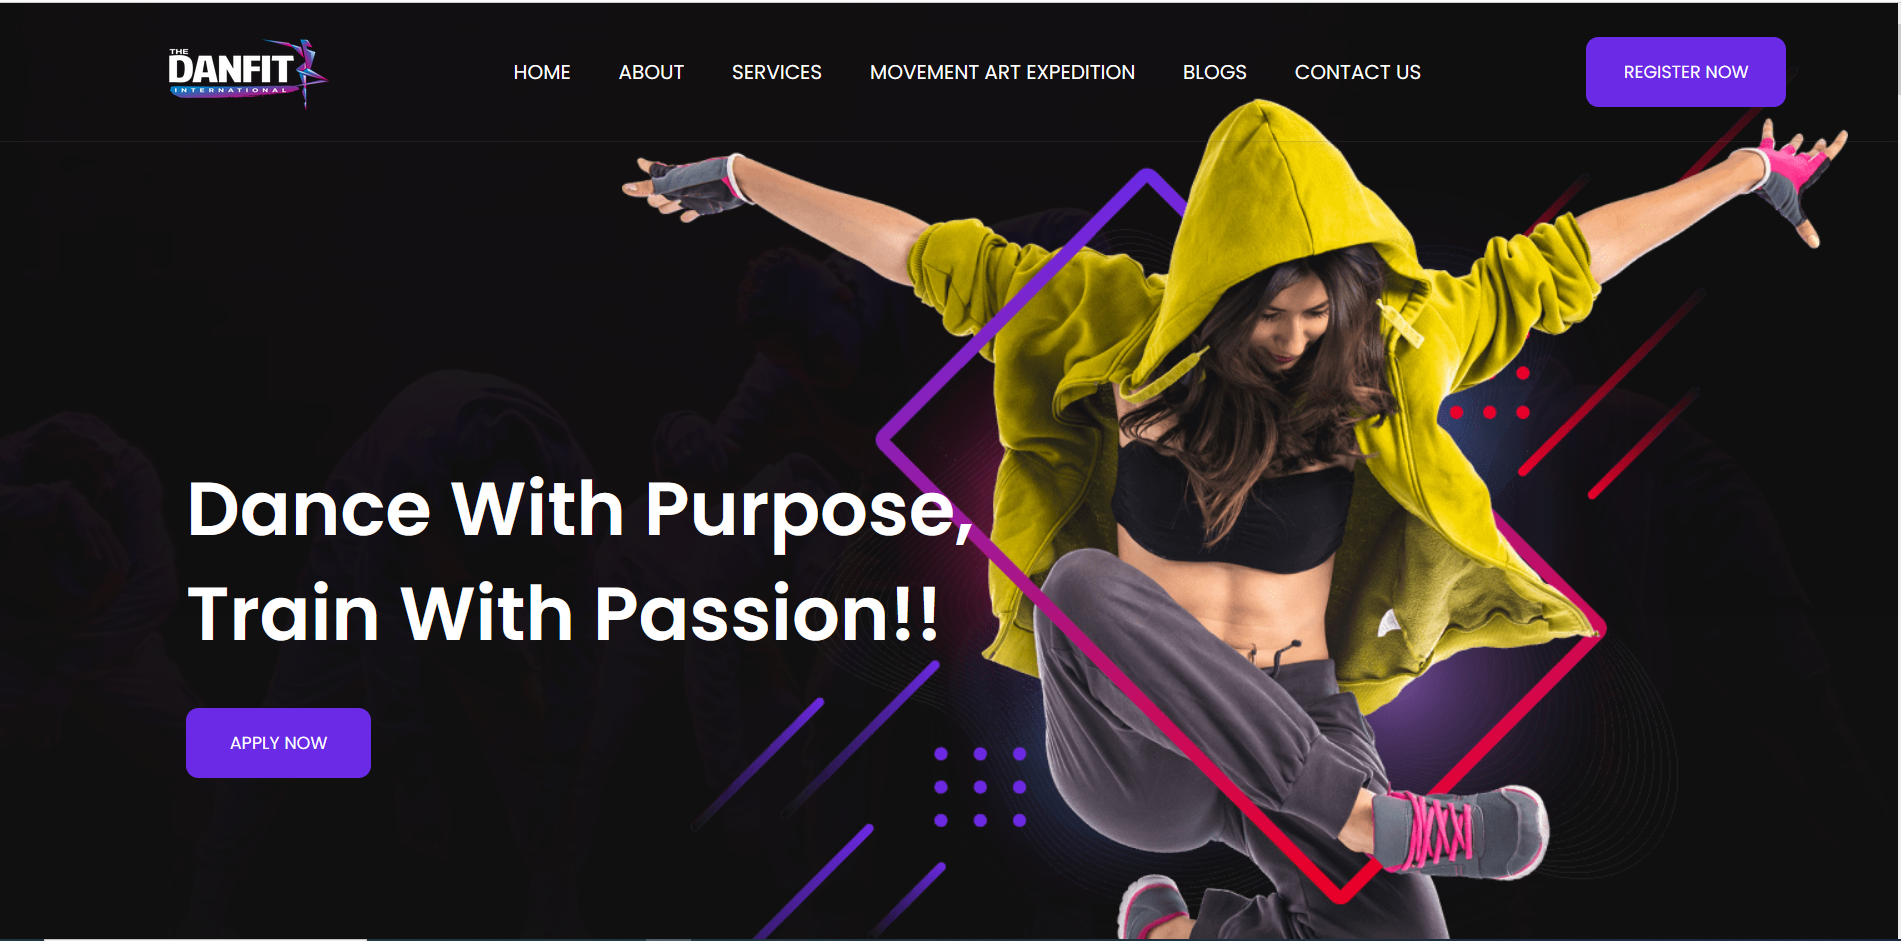 THE
DANFIT
INTERNATIONAL
HOME
ABOUT
SERVICES
MOVEMENT ART EXPEDITION
BLOGS
CONTACT US
REGISTER NOW
Dance With Purpose,
Train With Passion!!
APPLY NOW